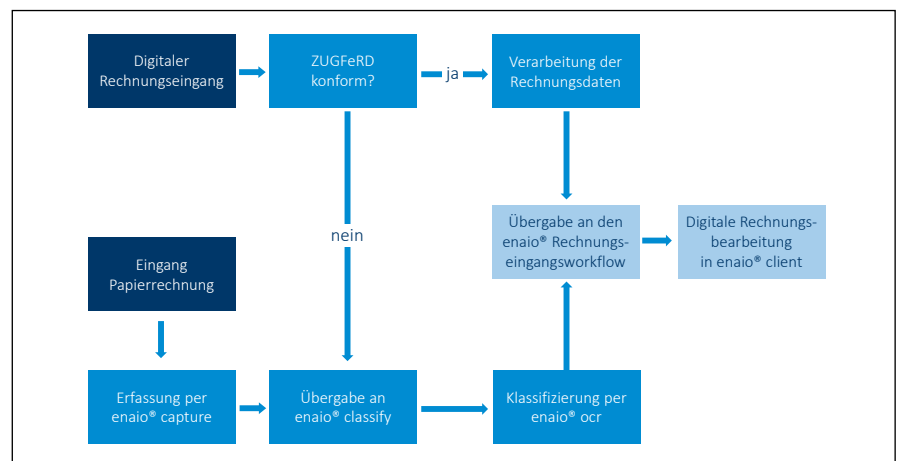 Digitaler
Rechnungseingang
ZUGFeRD
konform?
ja
Verarbeitung der
Rechnungsdaten
nein
Übergabe an den
enaio® Rechnungs-
eingangsworkflow
Digitale Rechnungs-
bearbeitung
in enaio® client
Eingang
Papierrechnung
Erfassung per
enaio® capture
Übergabe an
enaio® classify
Klassifizierung per
enaio® ocr